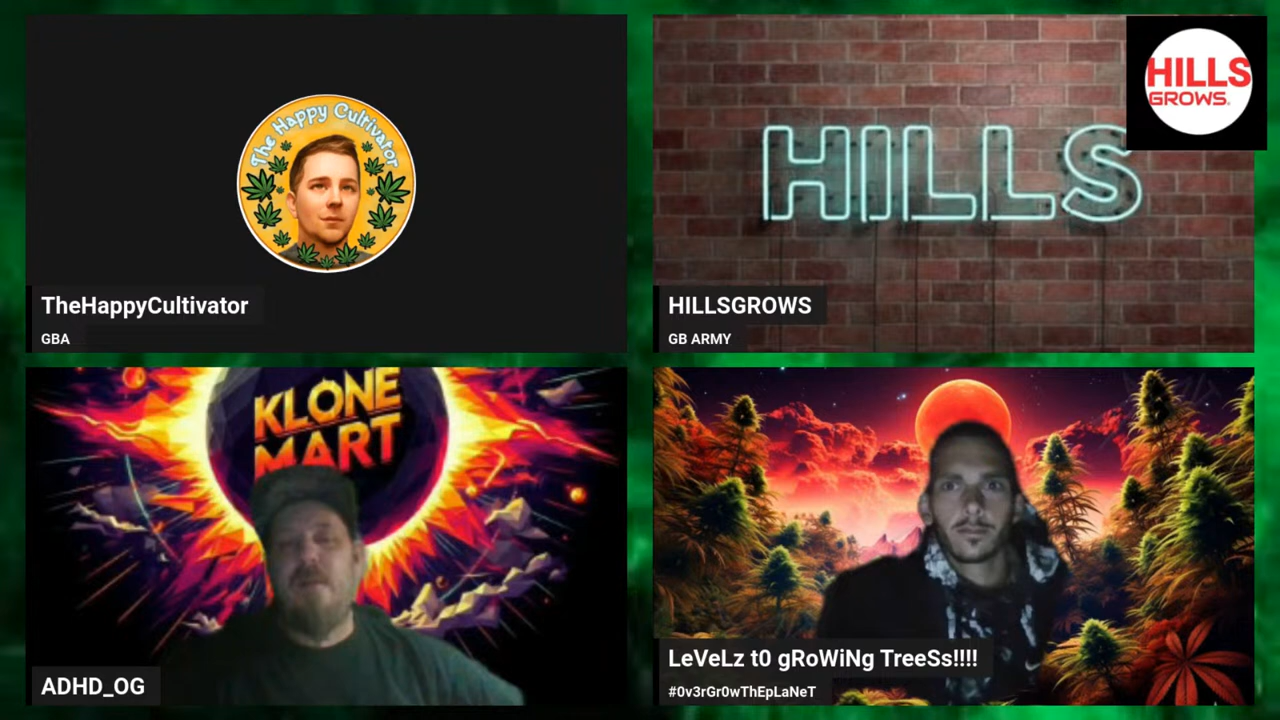 The Happy Cultivator
TheHappyCultivator
GBA
HILLS
HILLS
GROWS.
HILLSGROWS
GB ARMY
KLONE
MART
ADHD_OG
LeVeLz t0 gRoWiNg TreeSs!!!!
#0v3rGr0wThEpLaNeT